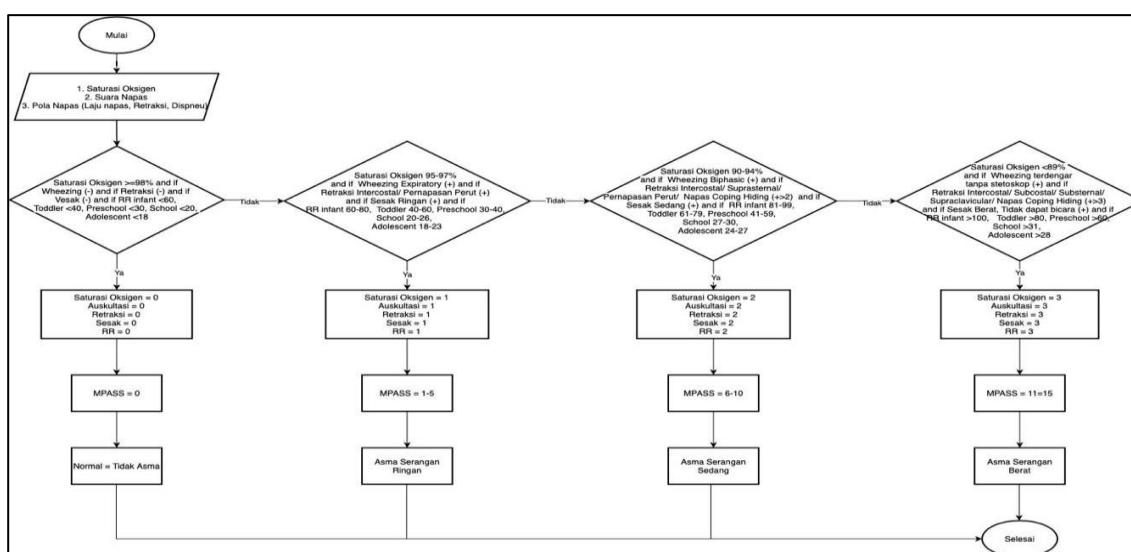 Mulai
1. Saturasi Oksigen
2. Suara Napas
3. Pola Napas (Laju napas, Retraksi, Dispneu)
Saturasi Oksigen >=98% and if
Wheezing (-) and if Retraksi (-) and if
Vesak (-) and if RR infant <60,
Toddler <40, Preschool <30, School <20,
Adolescent <18
Tidak
Saturasi Oksigen 95-97%
and if Wheezing Expiratory (+) and if
Retraksi Intercostal/ Pernapasan Perut (+)
and if Sesak Ringan (+) and if
RR infant 60-80, Toddler 40-60, Preschool 30-40,
School 20-26,
Adolescent 18-23
Tidak
Saturasi Oksigen 90-94%
and if Wheezing Biphasic (+) and if
Retraksi Intercostal/ Suprasternal/
Pernapasan Perut/ Napas Coping Hiding (+>2) and if
Sesak Sedang (+) and if RR infant 81-99,
Toddler 61-79, Preschool 41-59,
School 27-30,
Adolescent 24-27
Tidak
Saturasi Oksigen <89%
and if Wheezing terdengar
tanpa stetoskop (+) and if
Retraksi Intercostal/ Subcostal/ Substernal/
Supraclavicular/ Napas Coping Hiding (+>3)
and if Sesak Berat, Tidak dapat bicara (+) and if
RR infant >100, Toddler >80, Preschool >60,
School >31,
Adolescent >28
Ya
Ya
Ya
Ya
Saturasi Oksigen = 0
Auskultasi = 0
Retraksi = 0
Sesak = 0
RR = 0
Saturasi Oksigen = 1
Auskultasi = 1
Retraksi = 1
Sesak = 1
RR = 1
Saturasi Oksigen = 2
Auskultasi = 2
Retraksi = 2
Sesak = 2
RR = 2
Saturasi Oksigen = 3
Auskultasi = 3
Retraksi = 3
Sesak = 3
RR = 3
MPASS = 0
MPASS = 1-5
MPASS = 6-10
MPASS = 11=15
Normal = Tidak Asma
Asma Serangan
Ringan
Asma Serangan
Sedang
Asma Serangan
Berat
Selesai